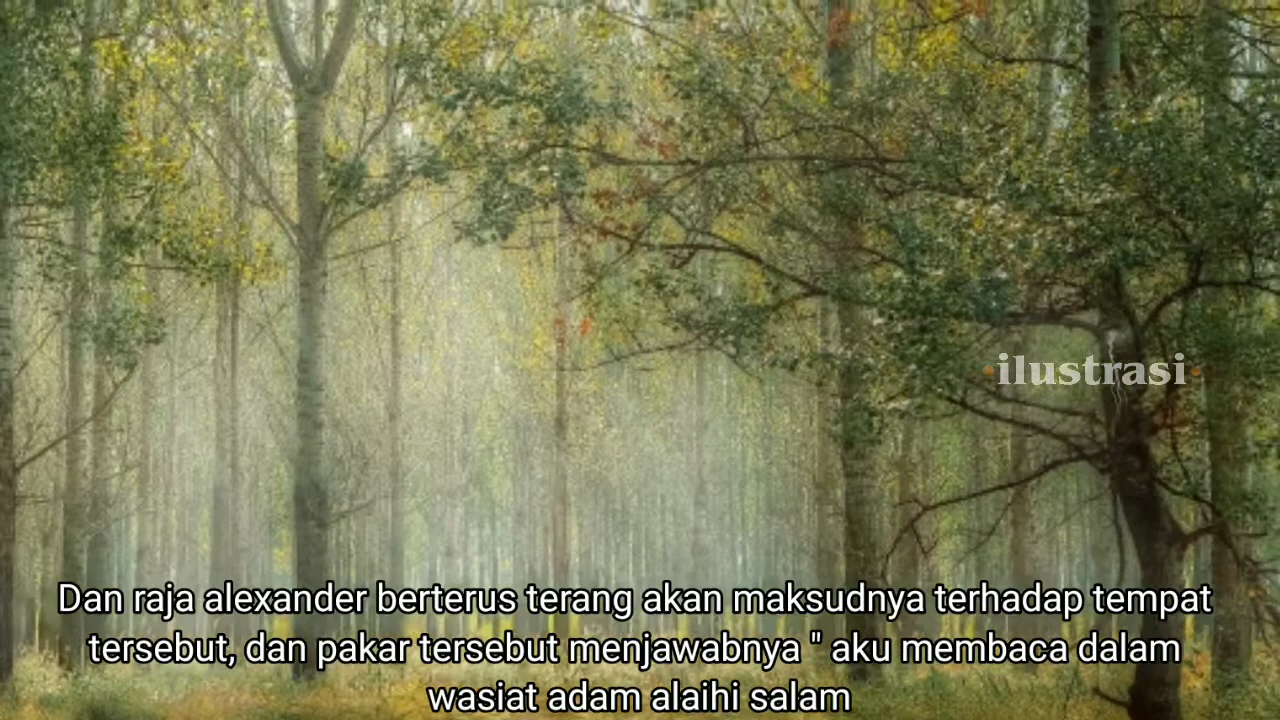 ilustrasi
Dan raja alexander berterus terang akan maksudnya terhadap tempat
tersebut, dan pakar tersebut menjawabnya " aku membaca dalam
wasiat adam alaihi salam